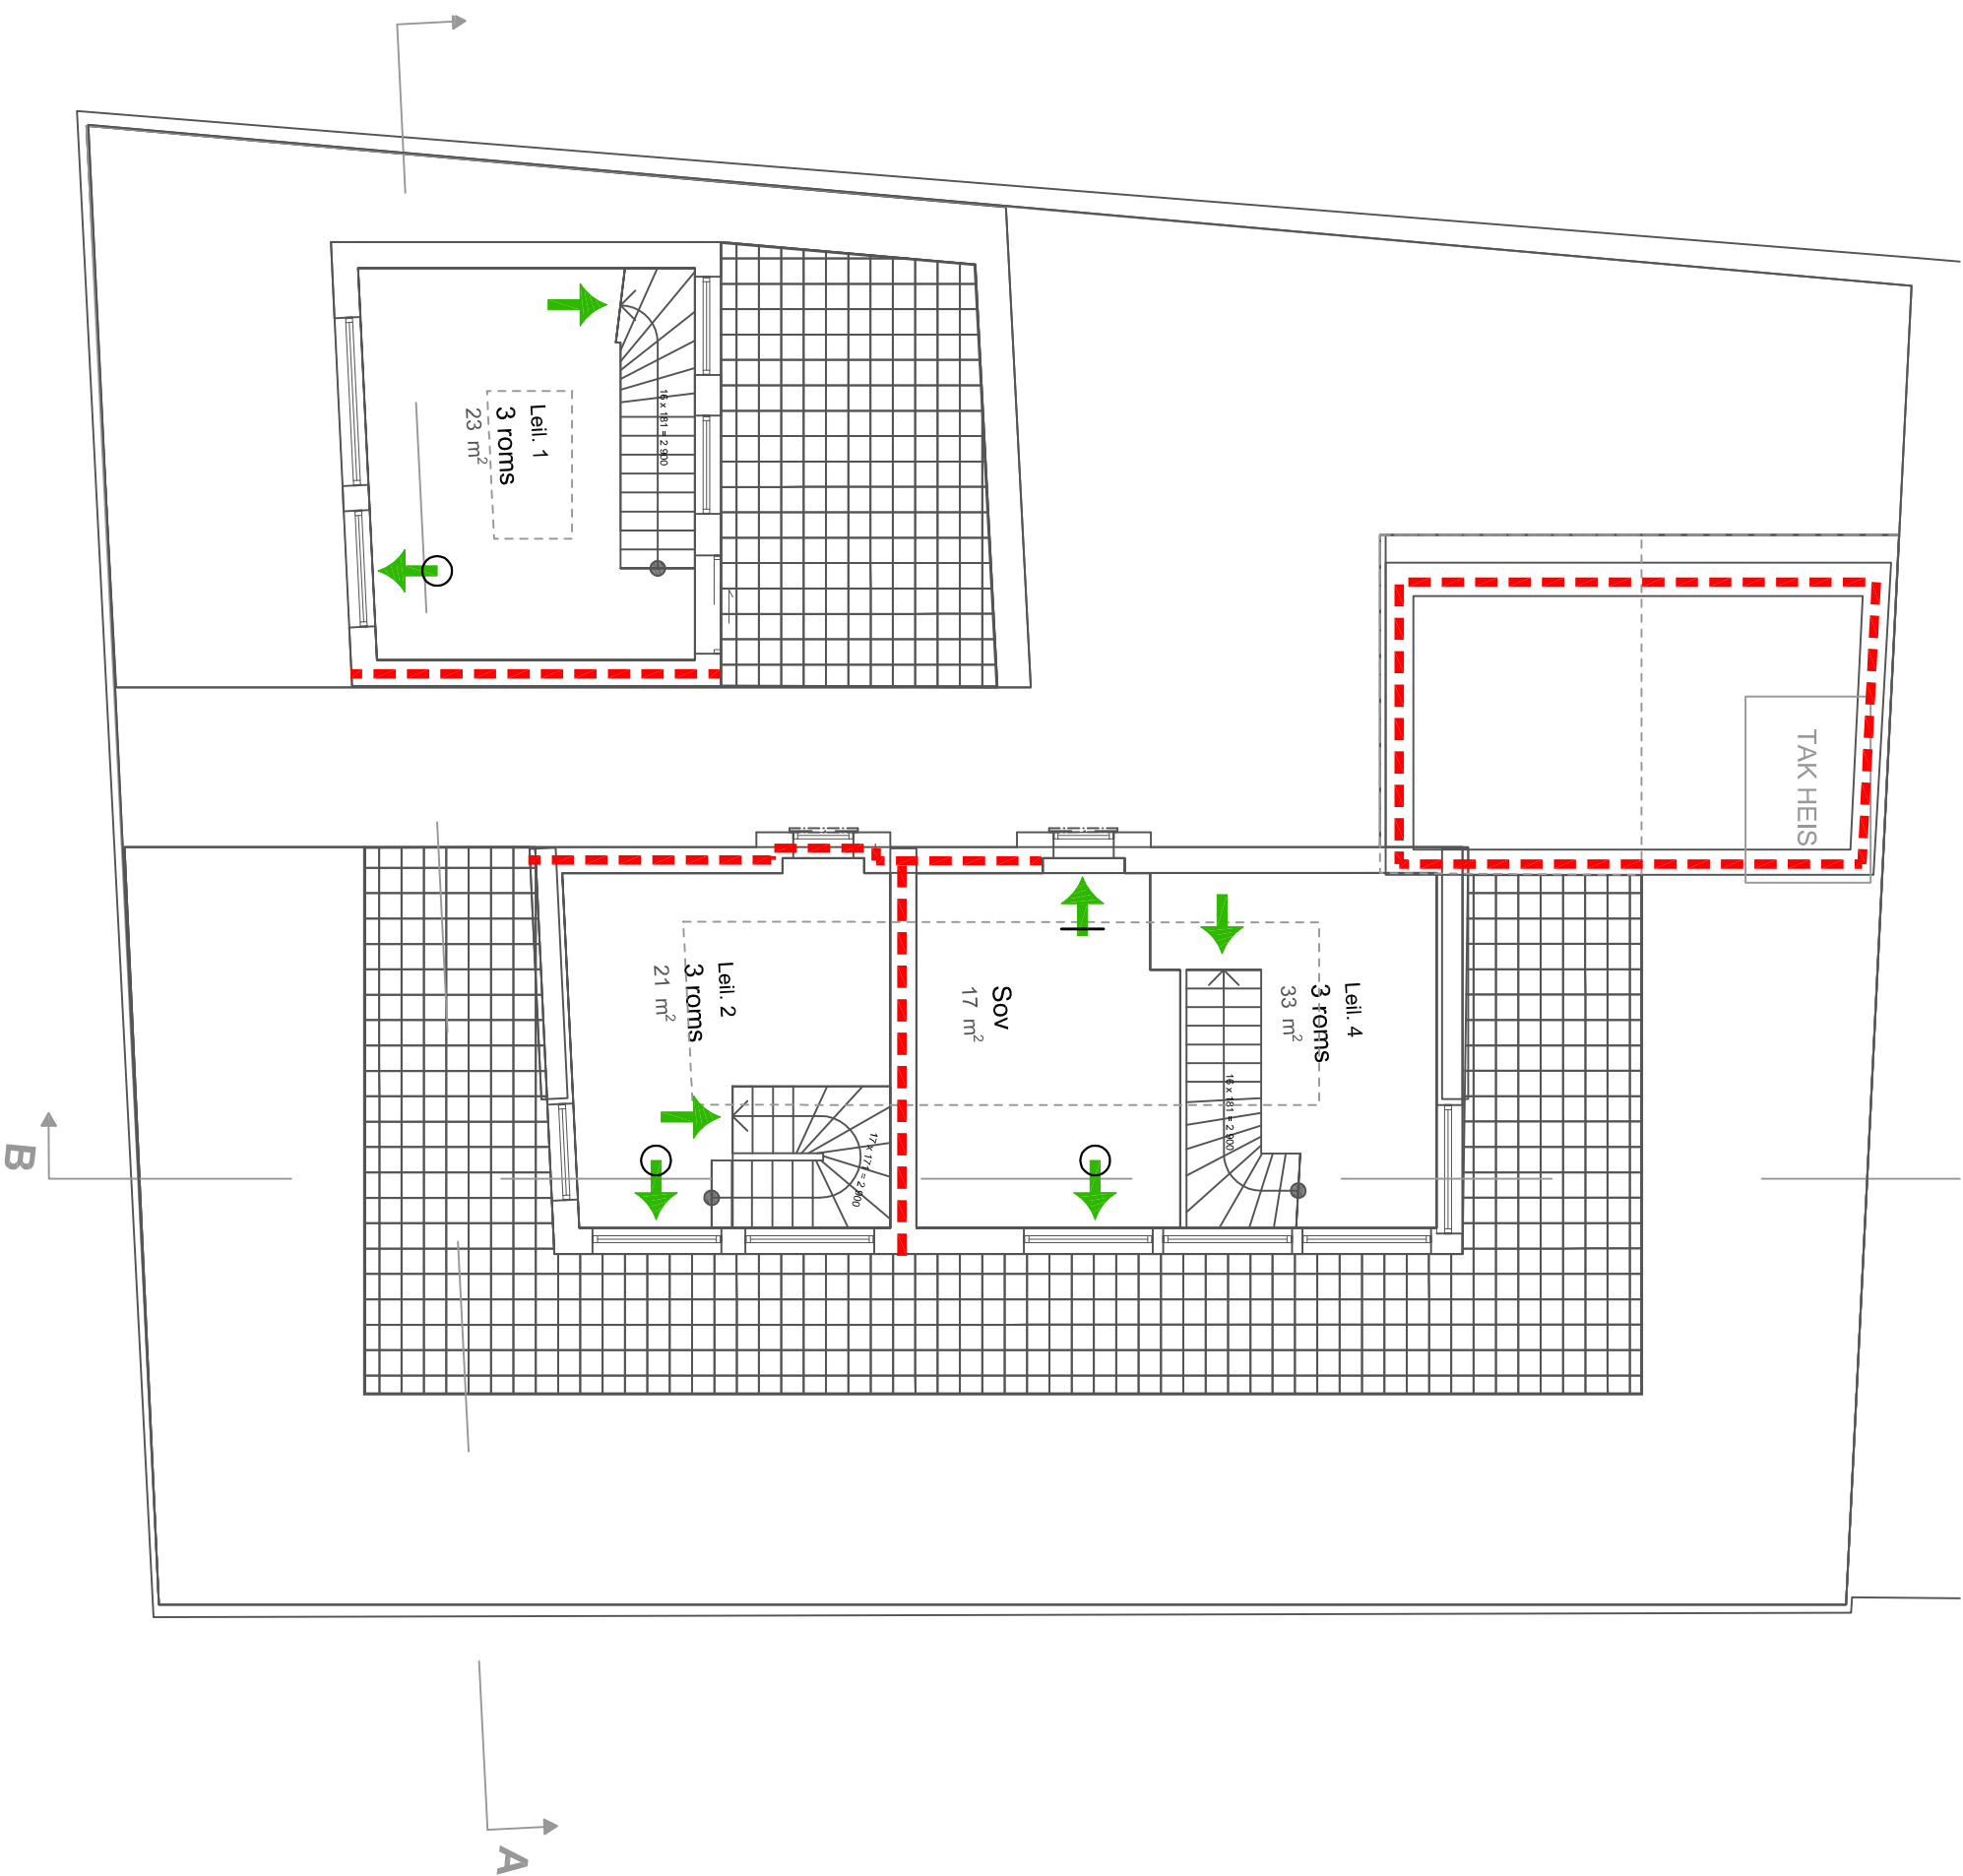 Leil. 1
3 roms
23 m²
16 x 181 = 2 900
TAK HEIS
Leil. 2
3 roms
21 m²
17 x 171 = 2 900
Sov
17 m²
Leil. 4
3 roms
33 m²
16 x 181 = 2 900
B
A